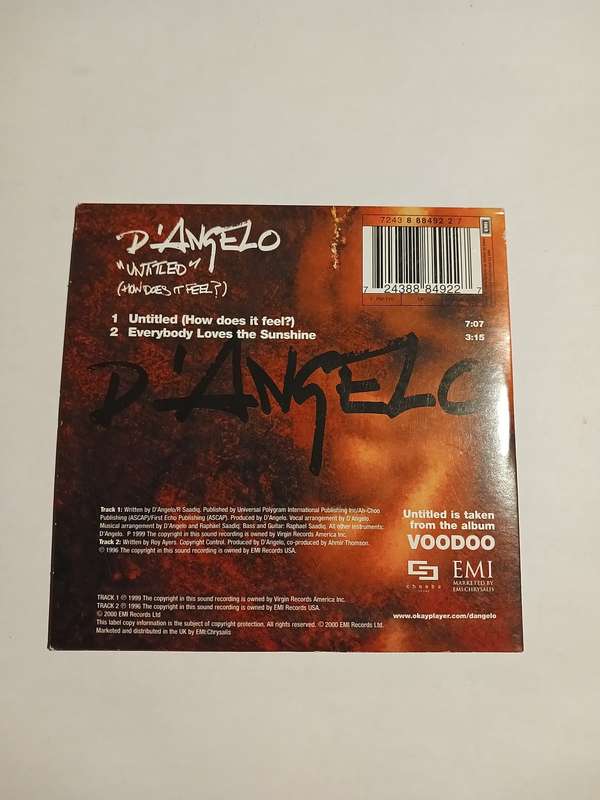 D'ANGELO
"UNTITLED"
(HOW DOES IT FEEL?)
7243 8 88492 2 7
7 24388 84922 7
EMI
1 Untitled (How does it feel?) 7:07
2 Everybody Loves the Sunshine 3:15
D'ANGELO
Track 1: Written by D'Angelo/R Saadiq. Published by Universal Polygram International Publishing Inc/Ah-Choo
Publishing (ASCAP)/First Echo Publishing (ASCAP). Produced by D'Angelo. Vocal arrangement by D'Angelo.
Musical arrangement by D'Angelo and Raphael Saadiq; Bass and Guitar: Raphael Saadiq. All other instruments:
D'Angelo. P 1999 The copyright in this sound recording is owned by Virgin Records America Inc.
Track 2: Written by Roy Ayers. Copyright Control. Produced by D'Angelo, co-produced by Ahmir Thomson.
℗ 1996 The copyright in this sound recording is owned by EMI Records USA.
Untitled is taken
from the album
VOODOO
cheeba
EMI
MARKETED BY
EMI:CHRYSALIS
TRACK 1 ℗ 1999 The copyright in this sound recording is owned by Virgin Records America Inc.
TRACK 2 ℗ 1996 The copyright in this sound recording is owned by EMI Records USA.
© 2000 EMI Records Ltd
This label copy information is the subject of copyright protection. All rights reserved. © 2000 EMI Records Ltd.
Marketed and distributed in the UK by EMI:Chrysalis
www.okayplayer.com/dangelo